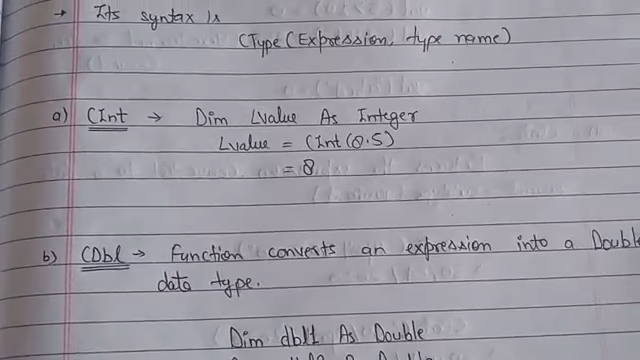 → Its syntax is
CType(Expression, type name)
a) CInt → Dim Lvalue As Integer
Lvalue = CInt(8.5)
= 8
b) CDbl → Function converts an expression into a Double
data type.
Dim dbl1 As Double